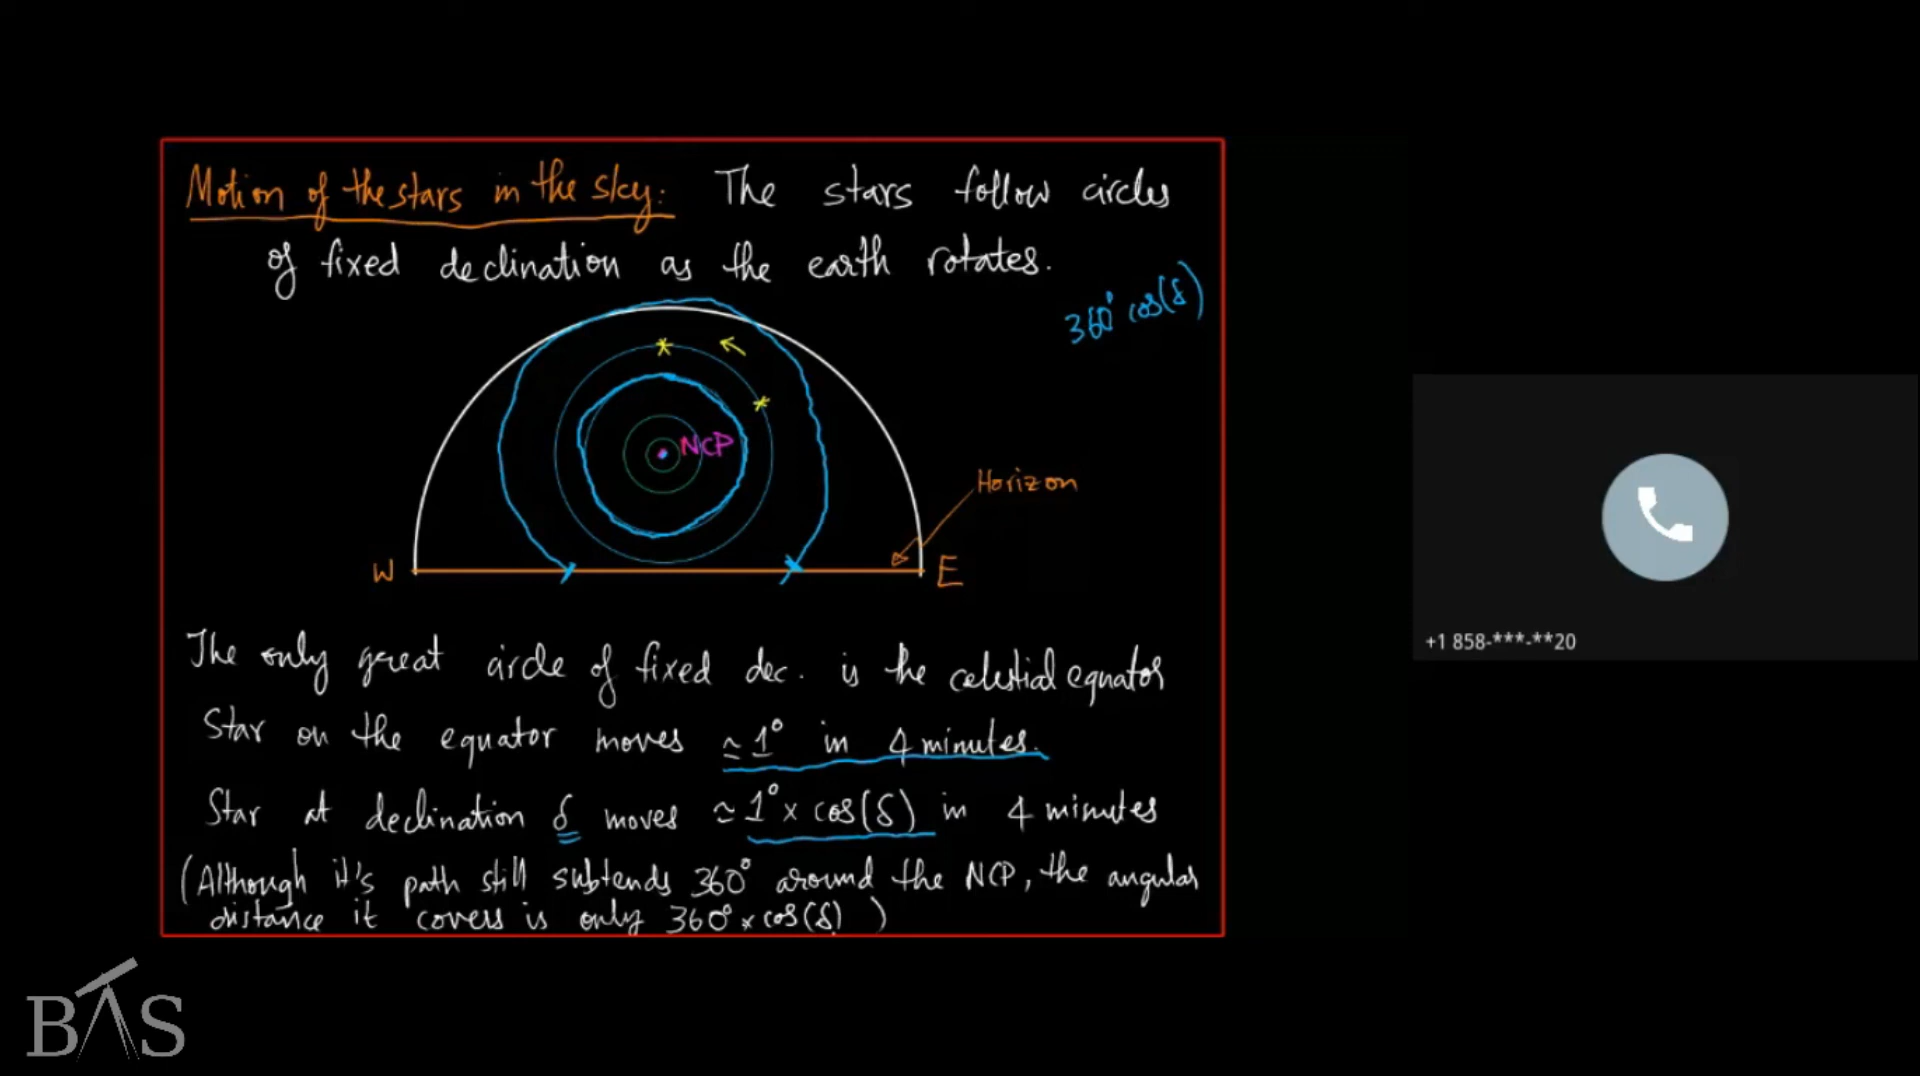 Motion of the stars in the sky: The stars follow circles
of fixed declination as the earth rotates.
360° cos(δ)
NCP
Horizon
W
E
The only great circle of fixed dec. is the celestial equator
Star on the equator moves ≃ 1° in 4 minutes.
Star at declination δ moves ≃ 1° x cos(δ) in 4 minutes
(Although it's path still subtends 360° around the NCP, the angular
distance it covers is only 360° x cos(δ) )
+1 858-***-**20
BAS